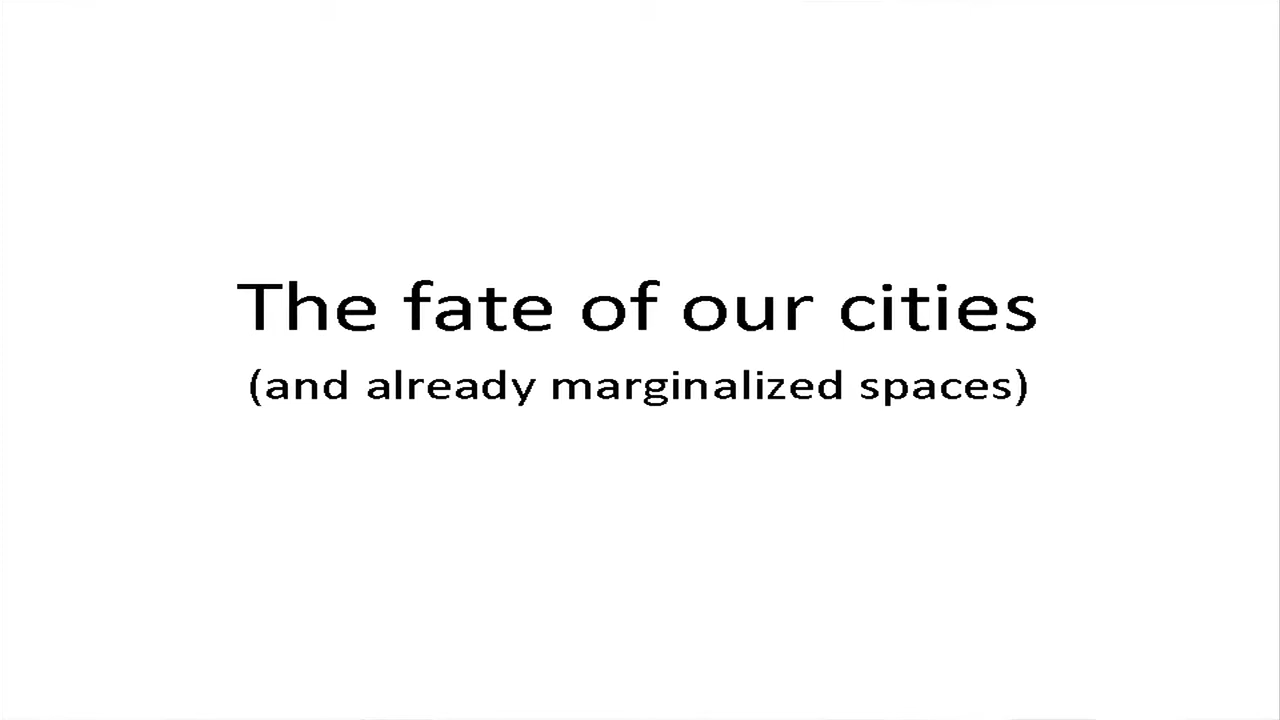 The fate of our cities
(and already marginalized spaces)